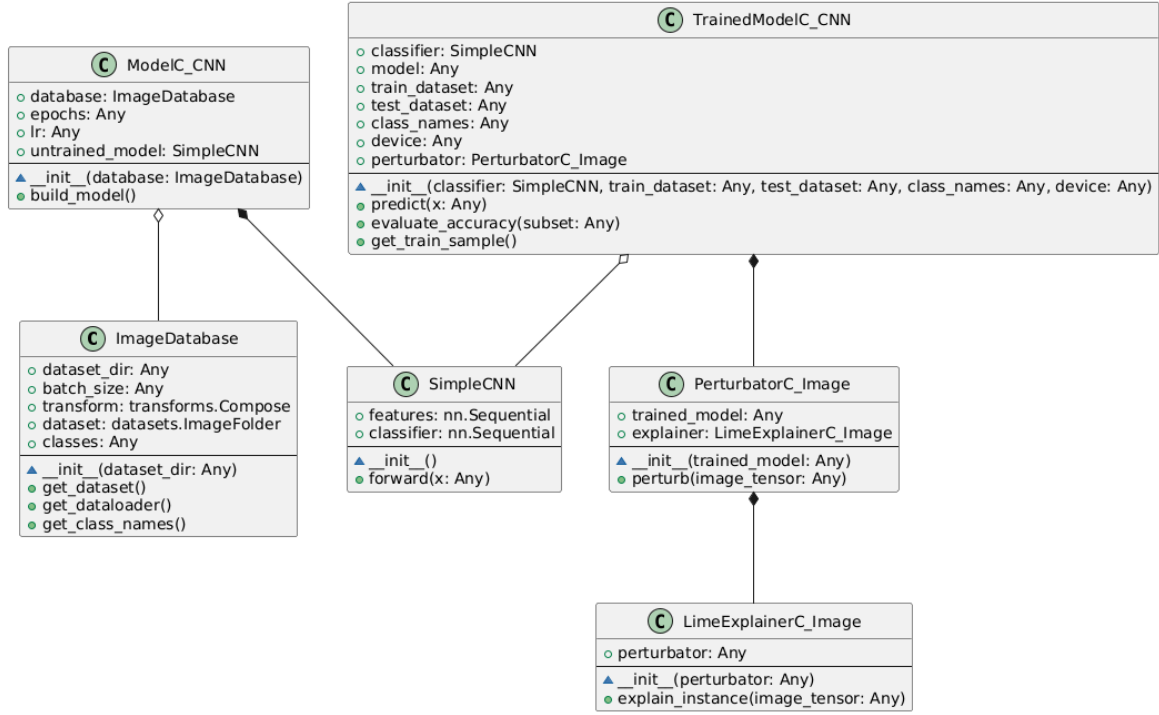 C ModelC_CNN
database: ImageDatabase
epochs: Any
lr: Any
untrained_model: SimpleCNN
__init__(database: ImageDatabase)
build_model()
C TrainedModelC_CNN
classifier: SimpleCNN
model: Any
train_dataset: Any
test_dataset: Any
class_names: Any
device: Any
perturbator: PerturbatorC_Image
__init__(classifier: SimpleCNN, train_dataset: Any, test_dataset: Any, class_names: Any, device: Any)
predict(x: Any)
evaluate_accuracy(subset: Any)
get_train_sample()
C ImageDatabase
dataset_dir: Any
batch_size: Any
transform: transforms.Compose
dataset: datasets.ImageFolder
classes: Any
__init__(dataset_dir: Any)
get_dataset()
get_dataloader()
get_class_names()
C SimpleCNN
features: nn.Sequential
classifier: nn.Sequential
__init__()
forward(x: Any)
C PerturbatorC_Image
trained_model: Any
explainer: LimeExplainerC_Image
__init__(trained_model: Any)
perturb(image_tensor: Any)
C LimeExplainerC_Image
perturbator: Any
__init__(perturbator: Any)
explain_instance(image_tensor: Any)